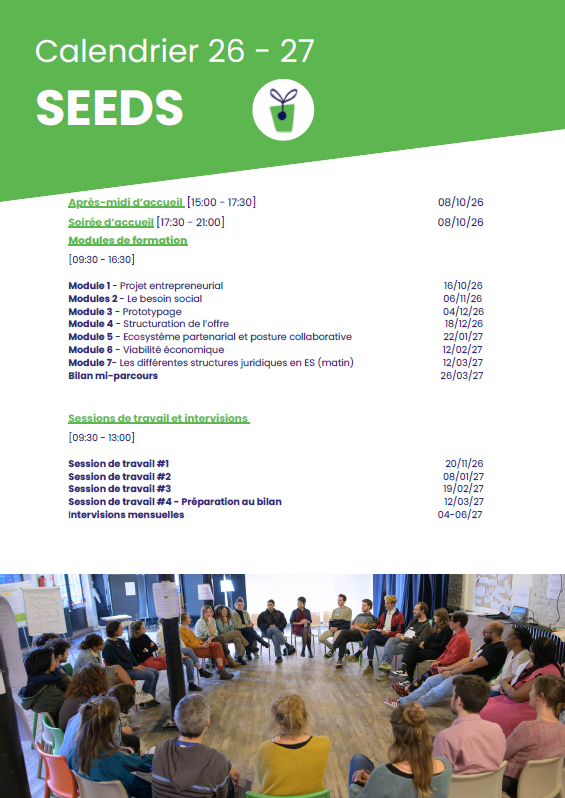 Calendrier 26 - 27
SEEDS
Après-midi d'accueil [15:00 - 17:30] 08/10/26
Soirée d'accueil [17:30 - 21:00] 08/10/26
Modules de formation
[09:30 - 16:30]
Module 1 - Projet entrepreneurial 16/10/26
Modules 2 - Le besoin social 06/11/26
Module 3 - Prototypage 04/12/26
Module 4 - Structuration de l'offre 18/12/26
Module 5 - Ecosystème partenarial et posture collaborative 22/01/27
Module 6 - Viabilité économique 12/02/27
Module 7- Les différentes structures juridiques en ES (matin) 12/03/27
Bilan mi-parcours 26/03/27
Sessions de travail et intervisions
[09:30 - 13:00]
Session de travail #1 20/11/26
Session de travail #2 08/01/27
Session de travail #3 19/02/27
Session de travail #4 - Préparation au bilan 12/03/27
Intervisions mensuelles 04-06/27